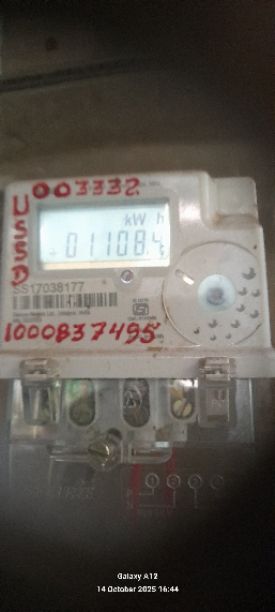 003332
USSD
kW h
01108.4
SS17038177
1000837495
Galaxy A12
14 October 2025 16:44